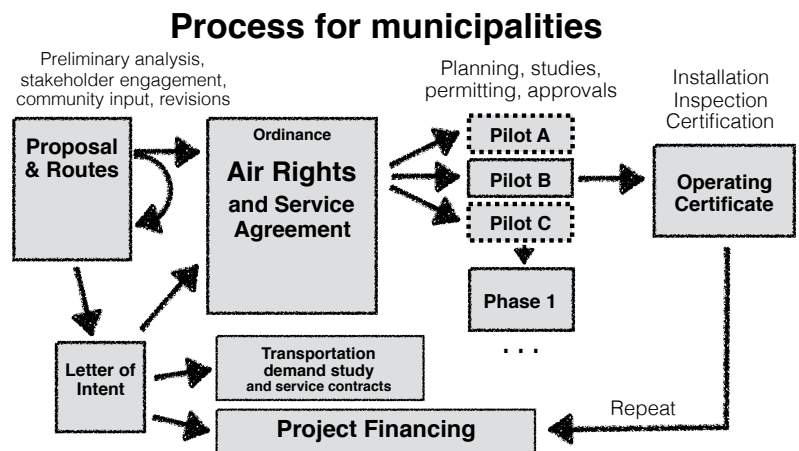 Process for municipalities
Preliminary analysis,
stakeholder engagement,
community input, revisions
Planning, studies,
permitting, approvals
Installation
Inspection
Certification
Proposal
& Routes
Ordinance
Air Rights
and Service
Agreement
Pilot A
Pilot B
Pilot C
Phase 1
. . .
Operating
Certificate
Letter of
Intent
Transportation
demand study
and service contracts
Project Financing
Repeat